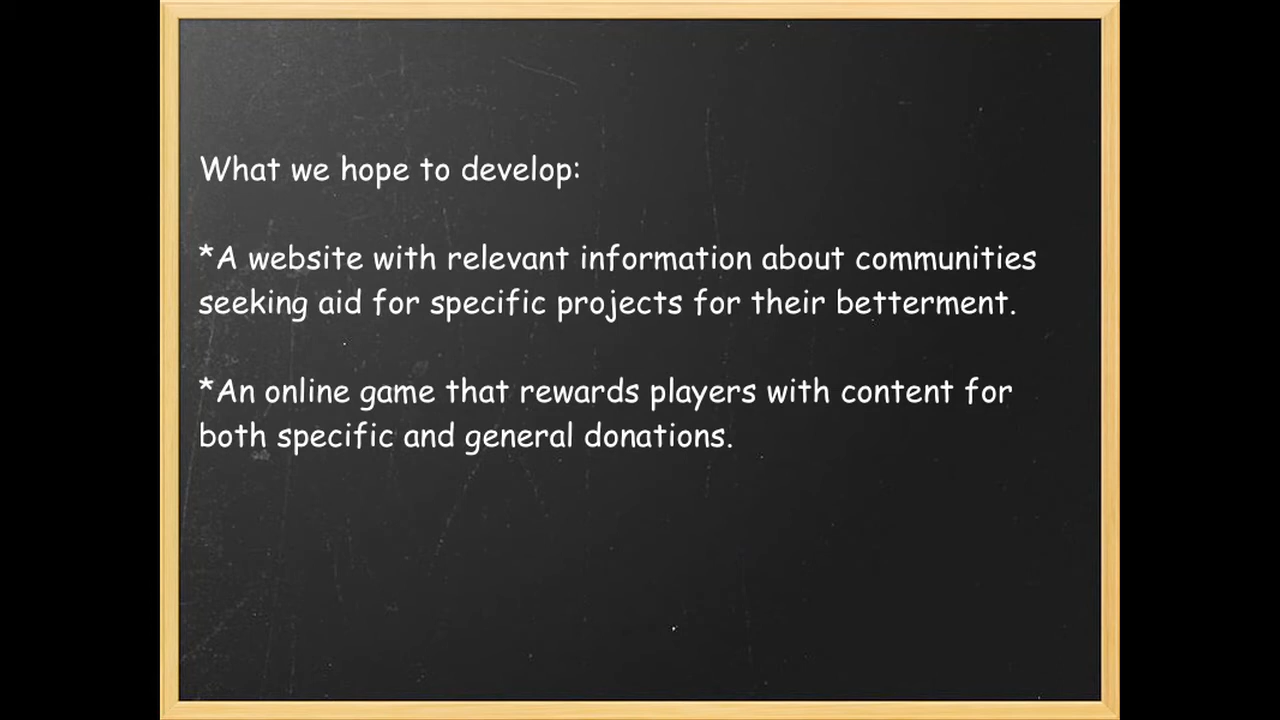 What we hope to develop:
*A website with relevant information about communities
seeking aid for specific projects for their betterment.
*An online game that rewards players with content for
both specific and general donations.